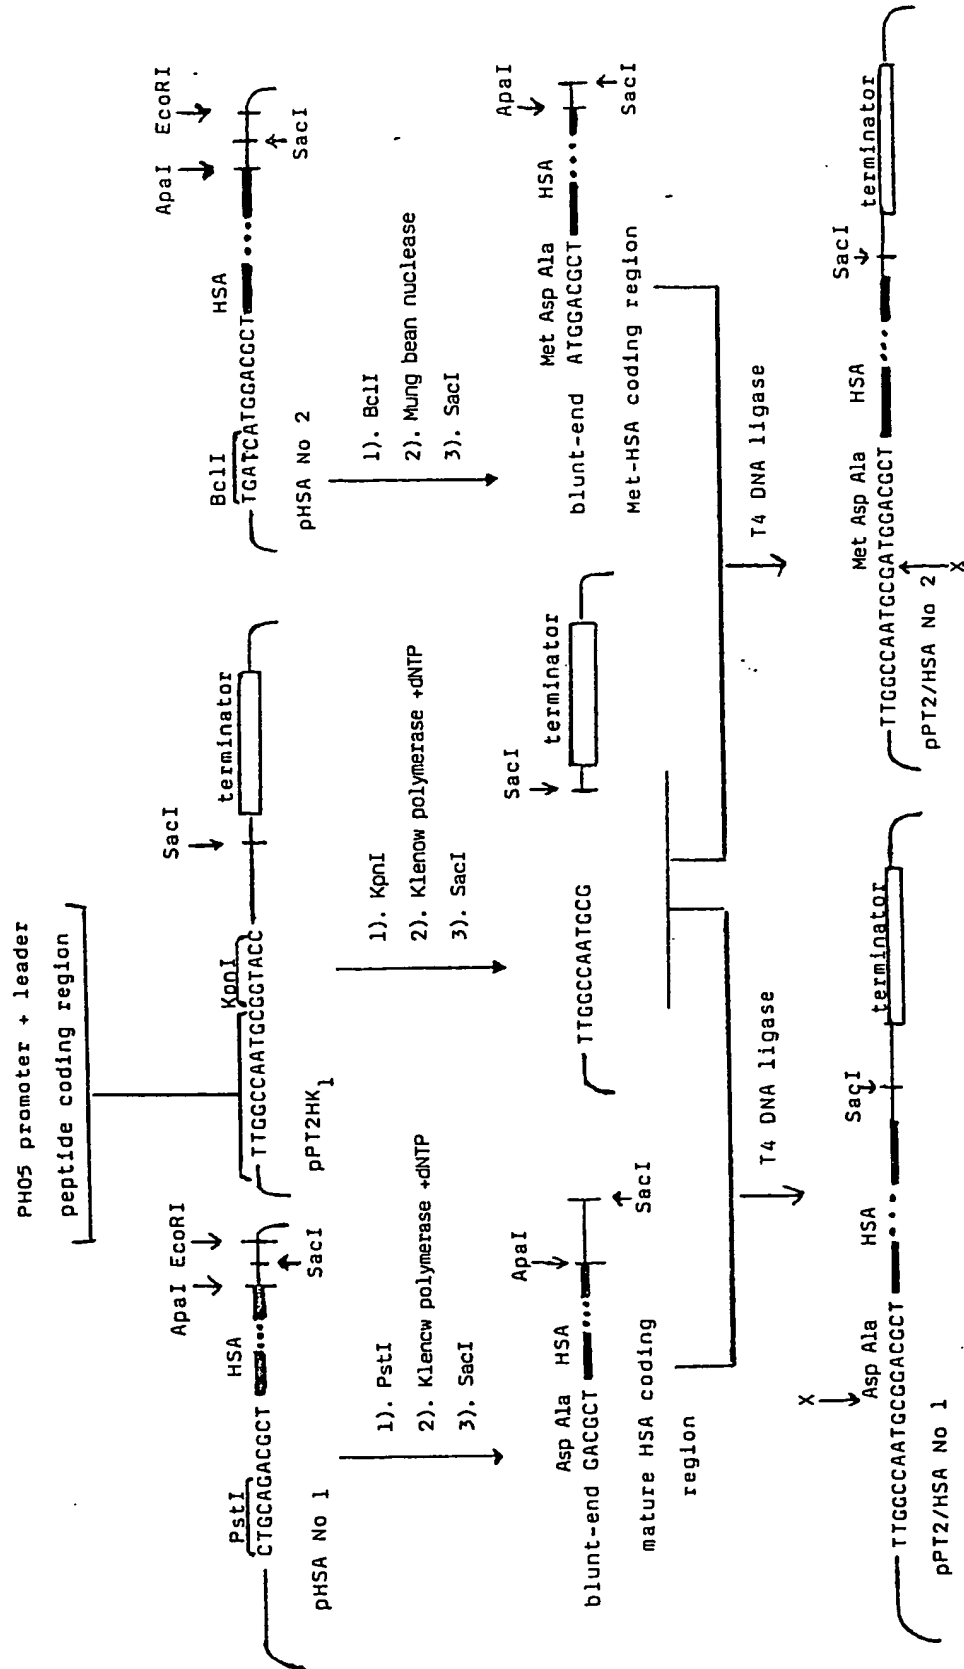 PHO5 promoter + leader
peptide coding region
ApaI EcoRI
SacI
PstI
CTGCAGACGCT
HSA
pHSA No 1
KpnI
TTGGCCAATGCGGTACC
SacI
terminator
pPT2HK1
BclI
TGATCATGGACGCT
HSA
ApaI EcoRI
SacI
pHSA No 2
1). PstI
2). Klencw polymerase +dNTP
3). SacI
1). KpnI
2). Klenow polymerase +dNTP
3). SacI
1). BclI
2). Mung bean nuclease
3). SacI
Asp Ala HSA
ApaI
SacI
blunt-end GACGCT
mature HSA coding
region
TTGGCCAATGCG
SacI
terminator
Met Asp Ala HSA
ApaI
SacI
blunt-end ATGGACGCT
Met-HSA coding region
T4 DNA ligase
T4 DNA ligase
X
Asp Ala HSA
SacI
terminator
TTGGCCAATGCGGACGCT
pPT2/HSA No 1
Met Asp Ala HSA
SacI
terminator
TTGGCCAATGCGATGGACGCT
pPT2/HSA No 2
X